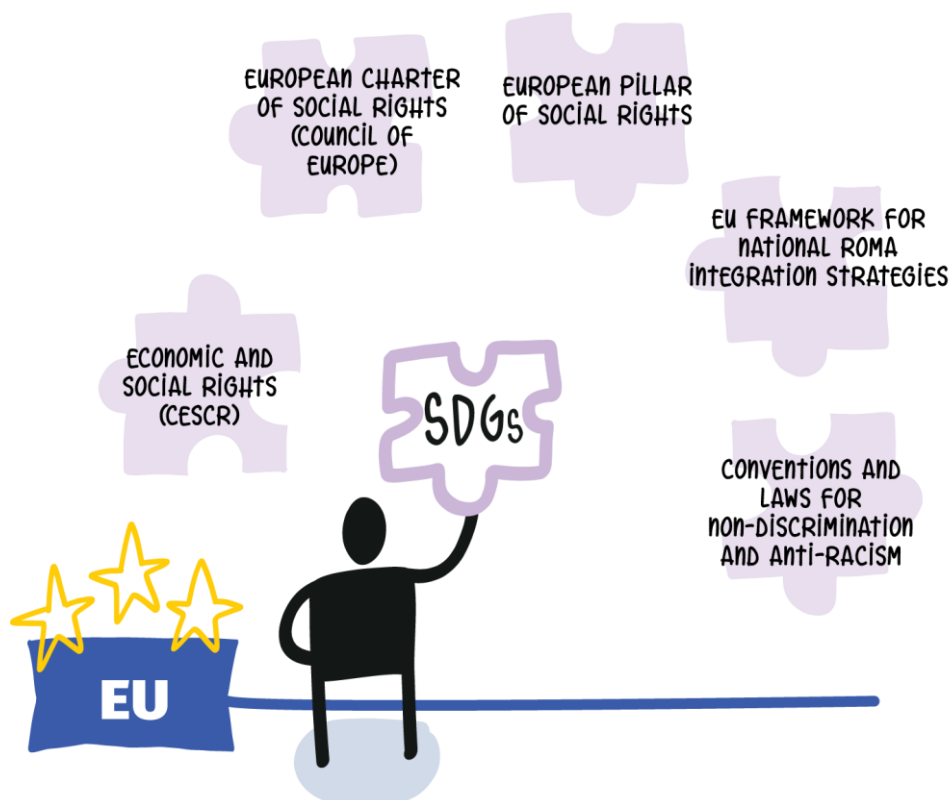 EUROPEAN CHARTER
OF SOCIAL RIGHTS
(COUNCIL OF
EUROPE)
EUROPEAN PILLAR
OF SOCIAL RIGHTS
EU FRAMEWORK FOR
NATIONAL ROMA
INTEGRATION STRATEGIES
ECONOMIC AND
SOCIAL RIGHTS
(CESCR)
SDGs
CONVENTIONS AND
LAWS FOR
NON-DISCRIMINATION
AND ANTI-RACISM
EU